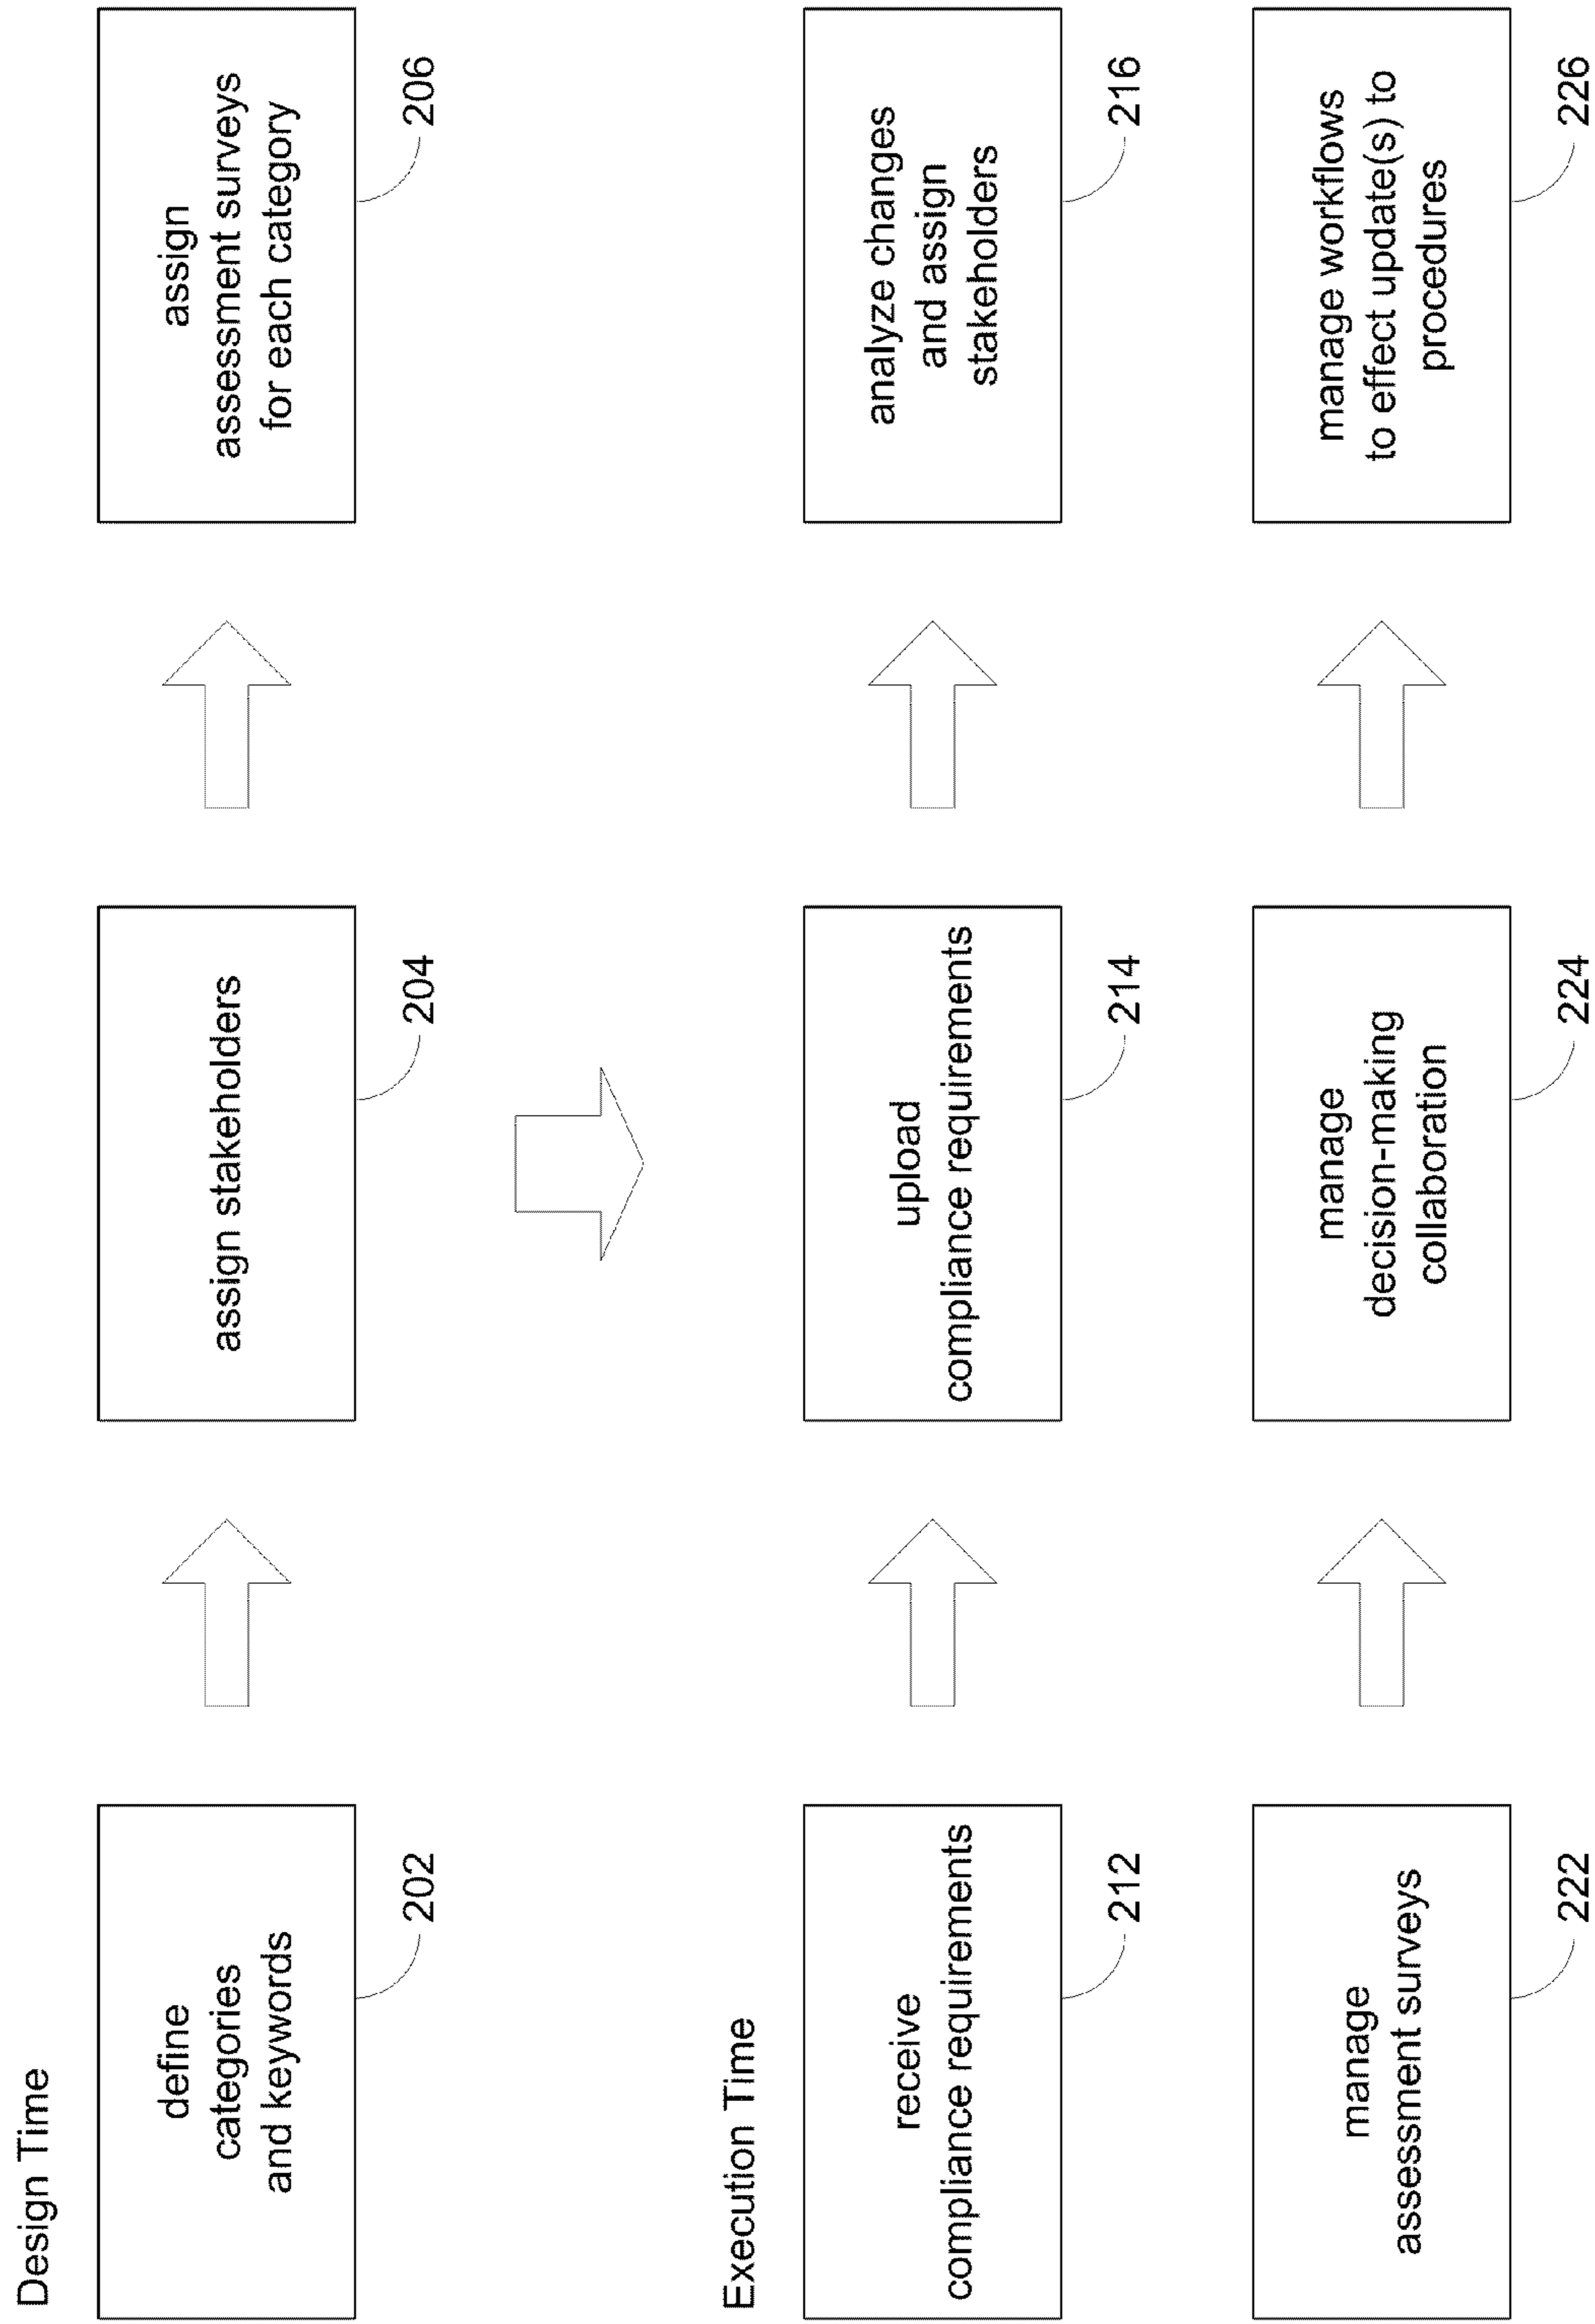 Design Time
define
categories
and keywords
202
assign stakeholders
204
assign
assessment surveys
for each category
206
Execution Time
receive
compliance requirements
212
upload
compliance requirements
214
analyze changes
and assign
stakeholders
216
manage
assessment surveys
222
manage
decision-making
collaboration
224
manage workflows
to effect update(s) to
procedures
226